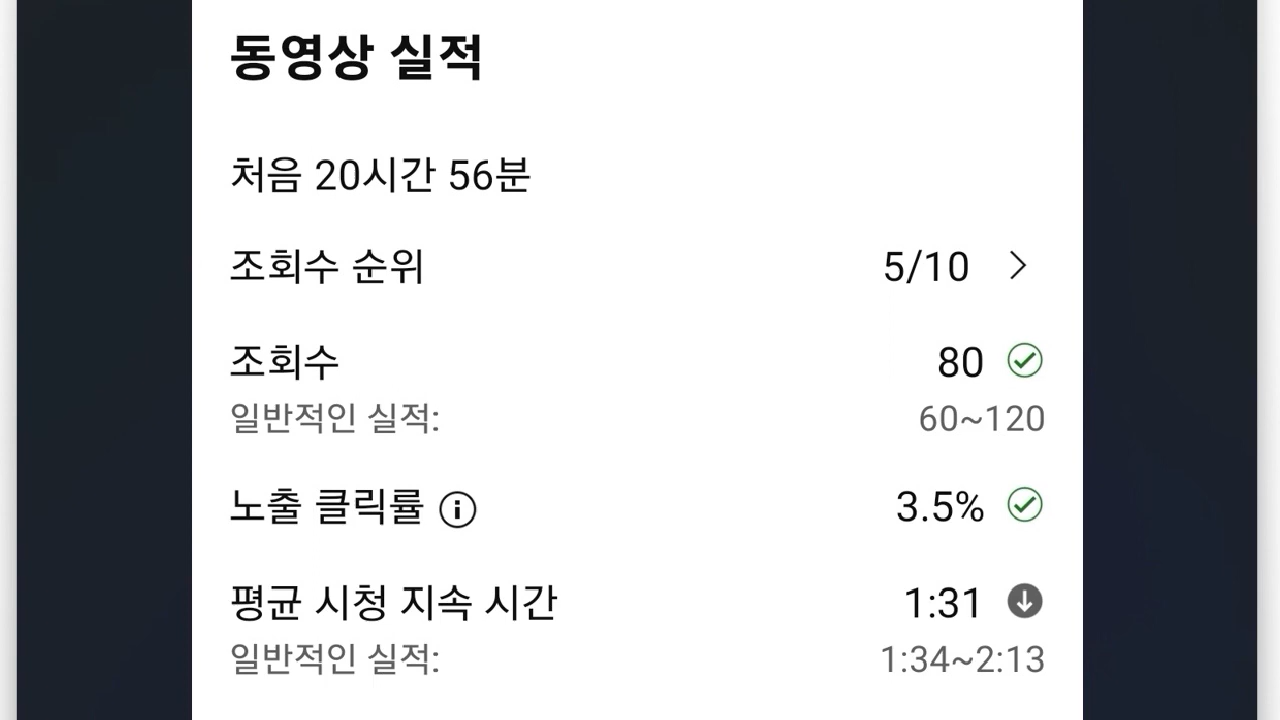 동영상 실적
처음 20시간 56분
조회수 순위 5/10
조회수 80
일반적인 실적: 60~120
노출 클릭률 3.5%
평균 시청 지속 시간 1:31
일반적인 실적: 1:34~2:13